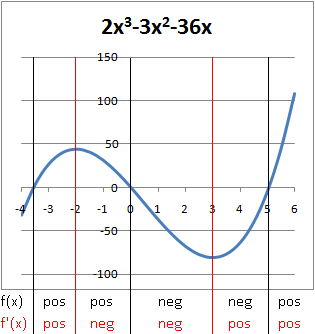 2x³-3x²-36x
150
100
50
0
-4 -3 -2 -1 0 1 2 3 4 5 6
-50
-100
f(x) pos pos neg neg pos
f'(x) pos neg neg pos pos